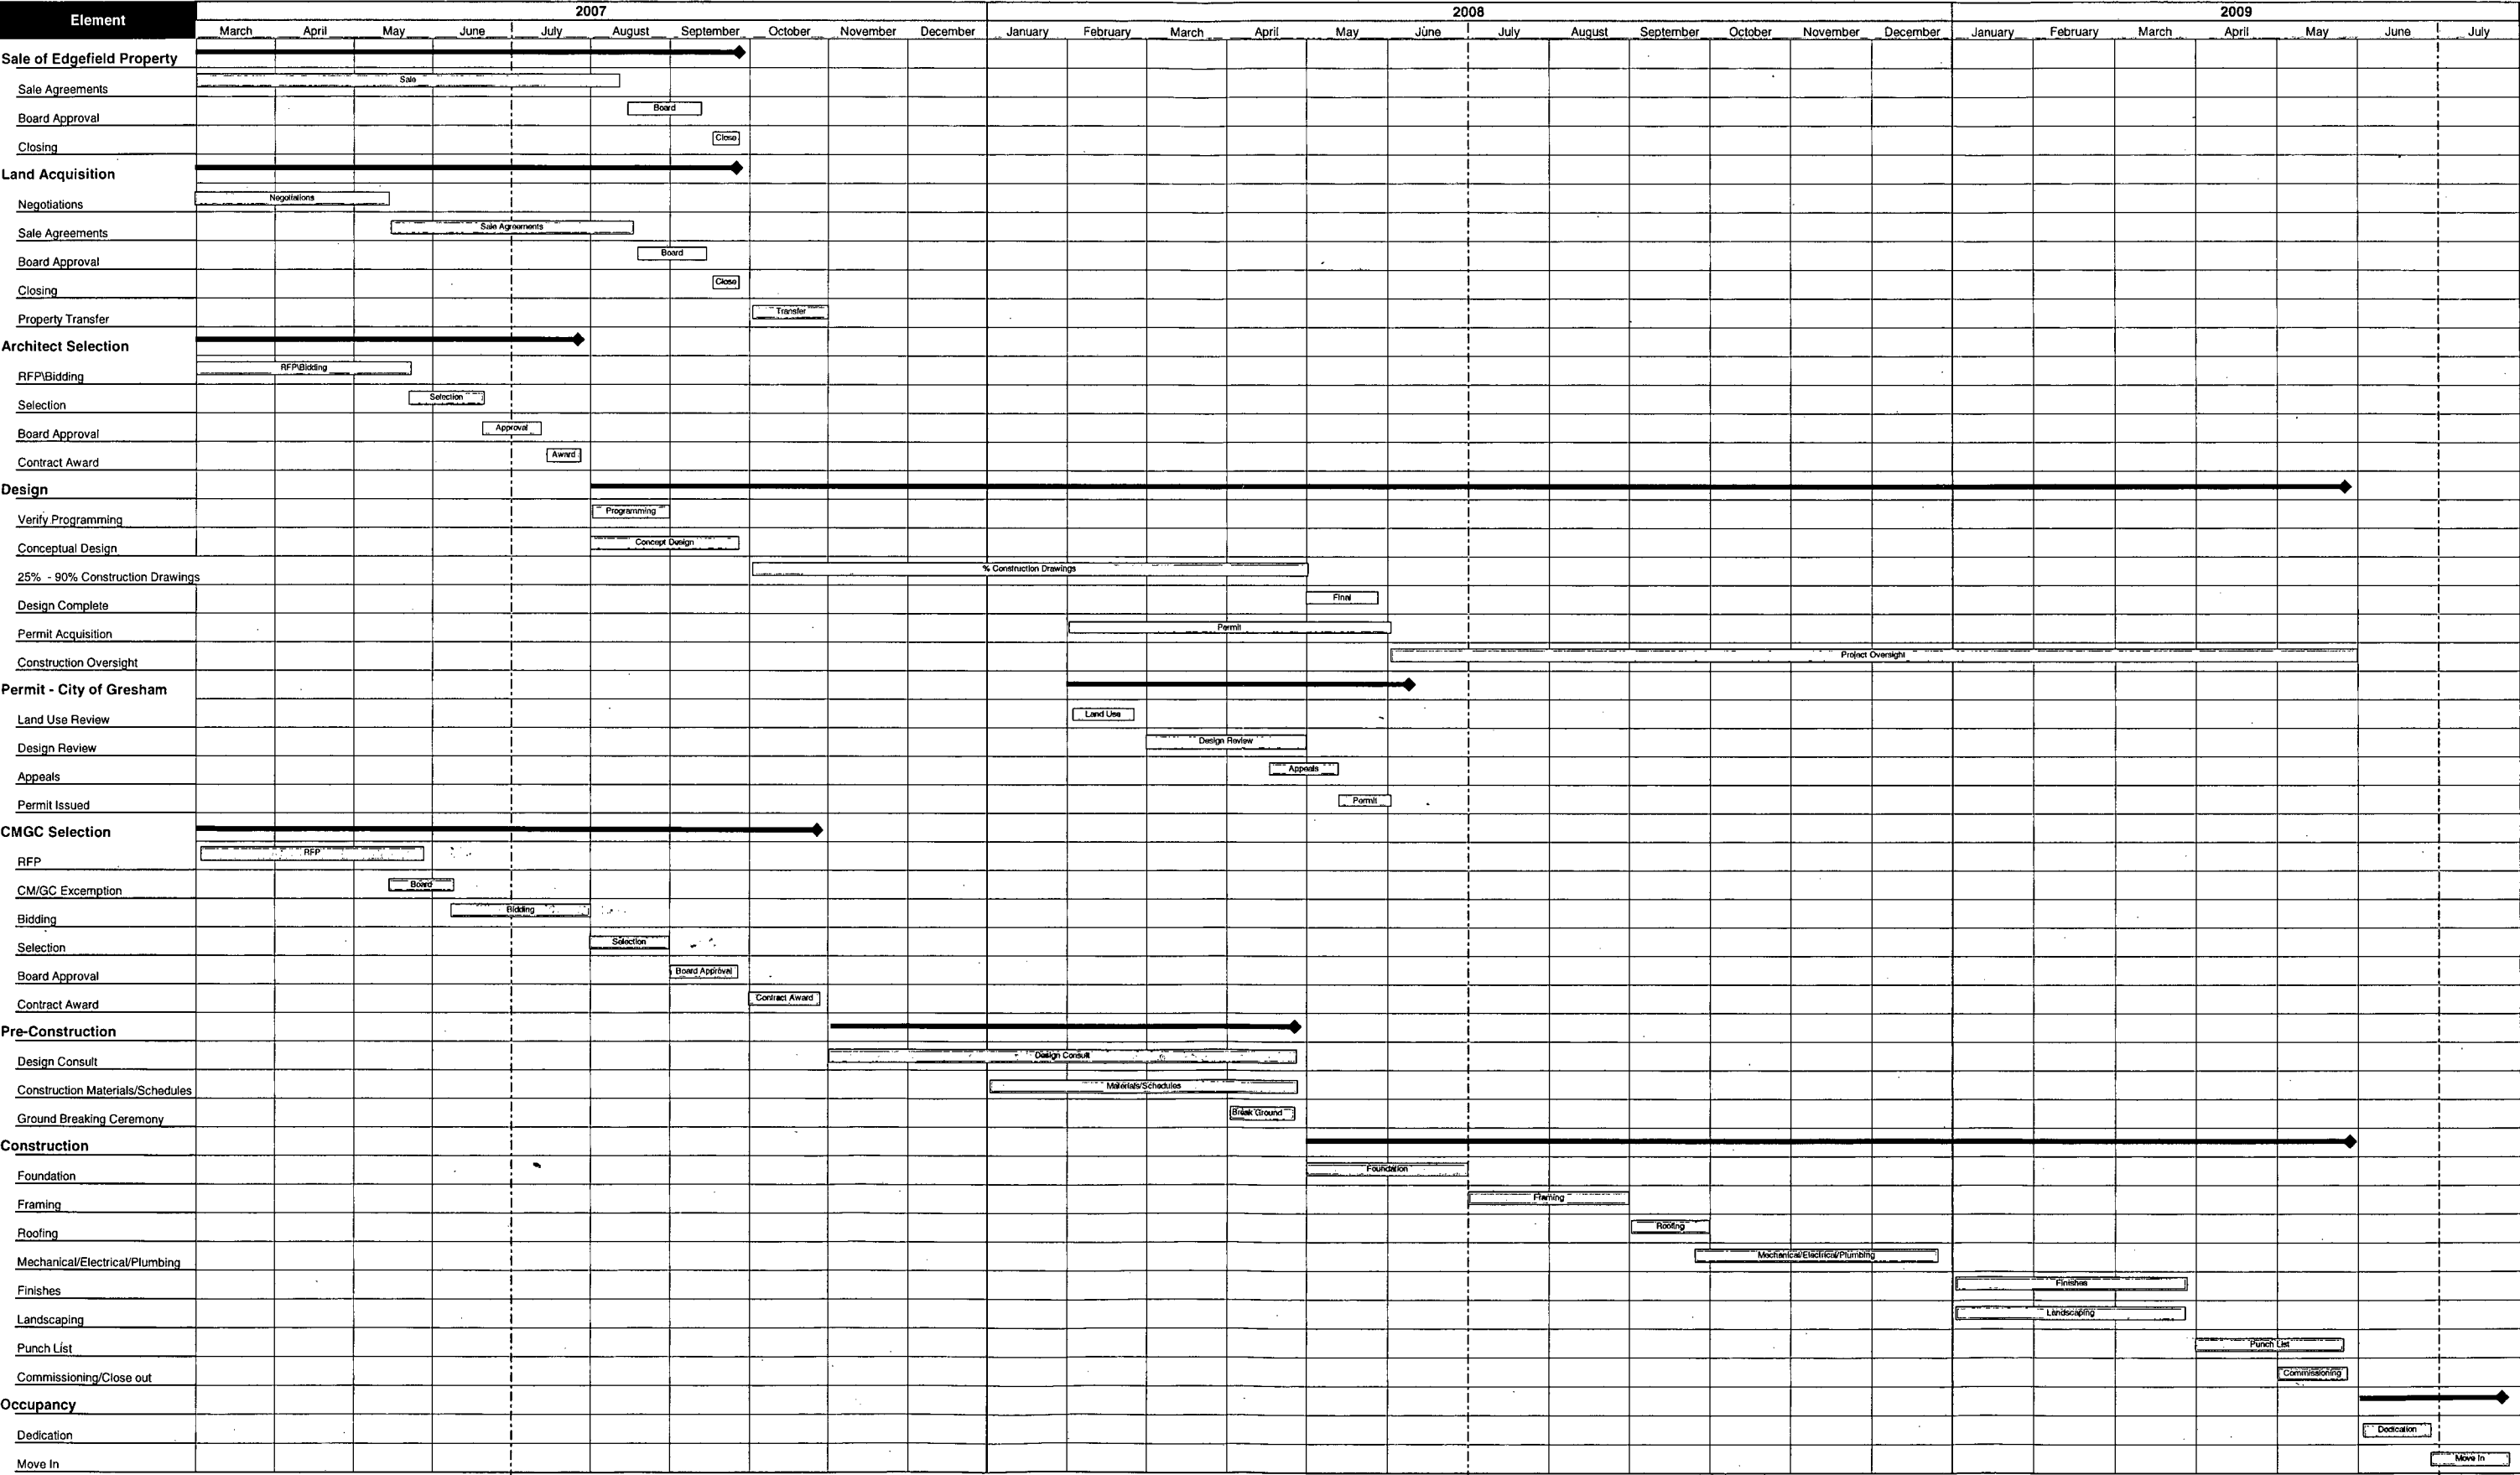 Element
2007 2008 2009
March April May June July August September October November December January February March April May June July August September October November December January February March April May June July
Sale of Edgefield Property
Sale
Sale Agreements
Board
Board Approval
Close
Closing
Land Acquisition
Negotiations
Negotiations
Sale Agreements
Sale Agreements
Board
Board Approval
Close
Closing
Transfer
Property Transfer
Architect Selection
RFP\Bidding
RFP\Bidding
Selection
Selection
Approval
Board Approval
Award
Contract Award
Design
Programming
Verify Programming
Concept Design
Conceptual Design
% Construction Drawings
25% - 90% Construction Drawings
Final
Design Complete
Permit
Permit Acquisition
Project Oversight
Construction Oversight
Permit - City of Gresham
Land Use
Land Use Review
Design Review
Design Review
Appeals
Appeals
Permit
Permit Issued
CMGC Selection
RFP
RFP
Board
CM/GC Excemption
Bidding
Bidding
Selection
Selection
Board Approval
Board Approval
Contract Award
Contract Award
Pre-Construction
Design Consult
Design Consult
Materials/Schedules
Construction Materials/Schedules
Break Ground
Ground Breaking Ceremony
Construction
Foundation
Foundation
Framing
Framing
Roofing
Roofing
Mechanical/Electrical/Plumbing
Mechanical/Electrical/Plumbing
Finishes
Finishes
Landscaping
Landscaping
Punch List
Punch List
Commissioning
Commissioning/Close out
Occupancy
Dedication
Dedication
Move In
Move In